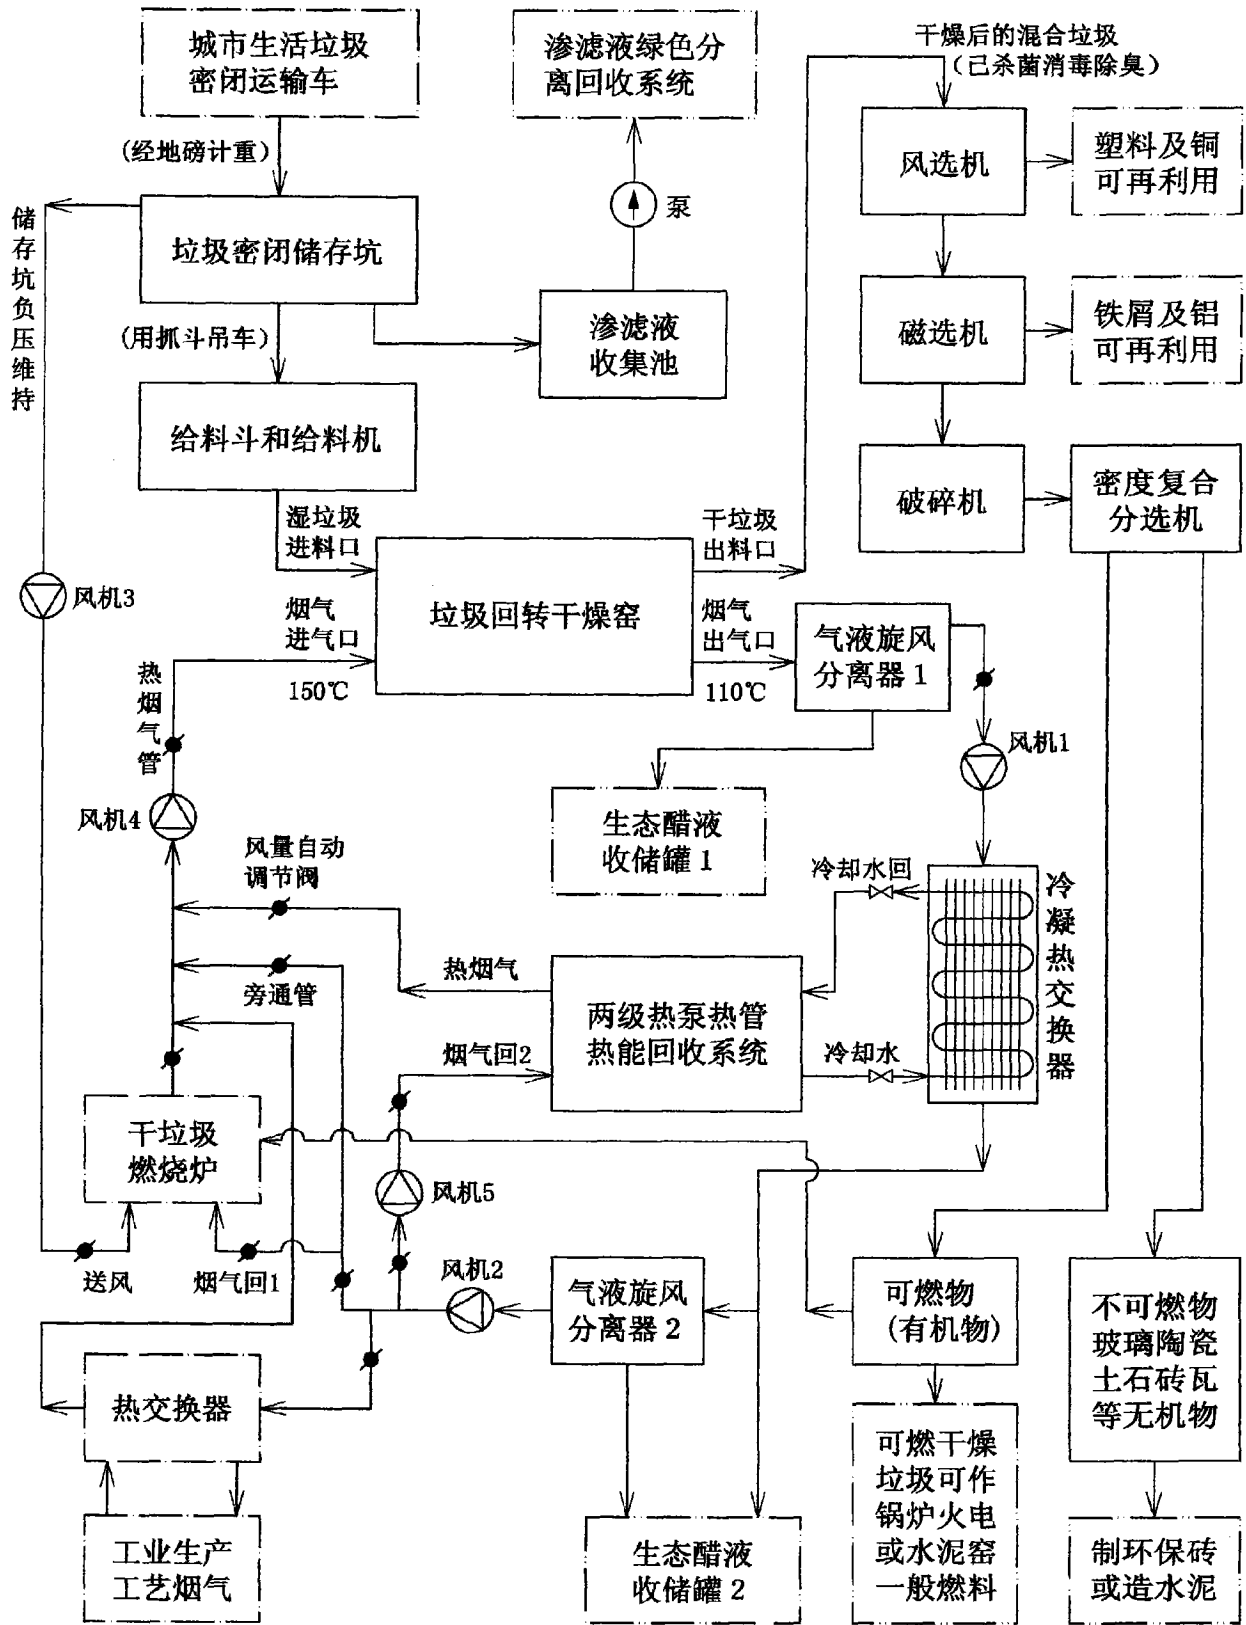 城市生活垃圾
密闭运输车
渗滤液绿色分
离回收系统
干燥后的混合垃圾
（已杀菌消毒除臭）
(经地磅计重)
风选机
塑料及铜
可再利用
泵
储存坑负压维持
垃圾密闭储存坑
渗滤液
收集池
磁选机
铁屑及铝
可再利用
(用抓斗吊车)
给料斗和给料机
破碎机
密度复合
分选机
湿垃圾
进料口
干垃圾
出料口
垃圾回转干燥窑
烟气
进气口
150℃
烟气
出气口
110℃
风机3
气液旋风
分离器1
热烟气管
风机1
风机4
生态醋液
收储罐1
风量自动
调节阀
冷却水回
冷凝热交换器
热烟气
旁通管
两级热泵热管
热能回收系统
烟气回2
冷却水
干垃圾
燃烧炉
风机5
送风
烟气回1
风机2
气液旋风
分离器2
可燃物
(有机物)
不可燃物
玻璃陶瓷
土石砖瓦
等无机物
热交换器
可燃干燥
垃圾可作
锅炉火电
或水泥窑
一般燃料
工业生产
工艺烟气
生态醋液
收储罐2
制环保砖
或造水泥